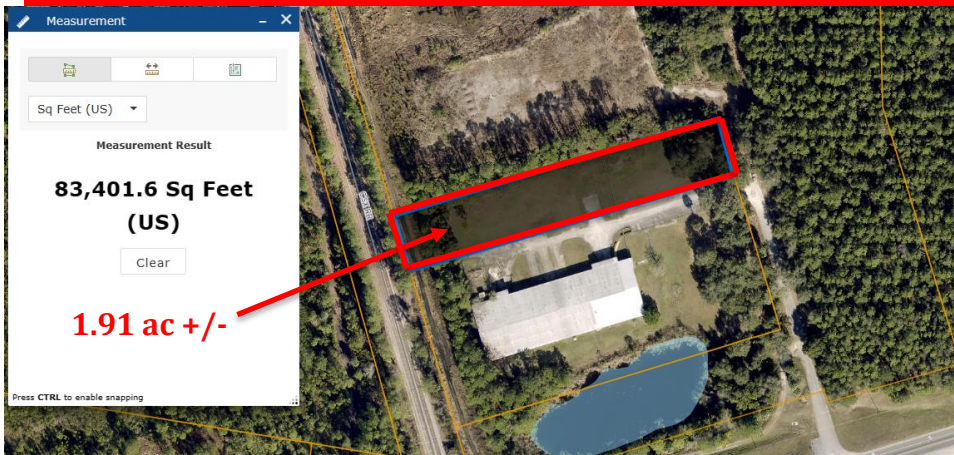 Measurement
Sq Feet (US)
Measurement Result
83,401.6 Sq Feet
(US)
Clear
1.91 ac +/-
Press CTRL to enable snapping